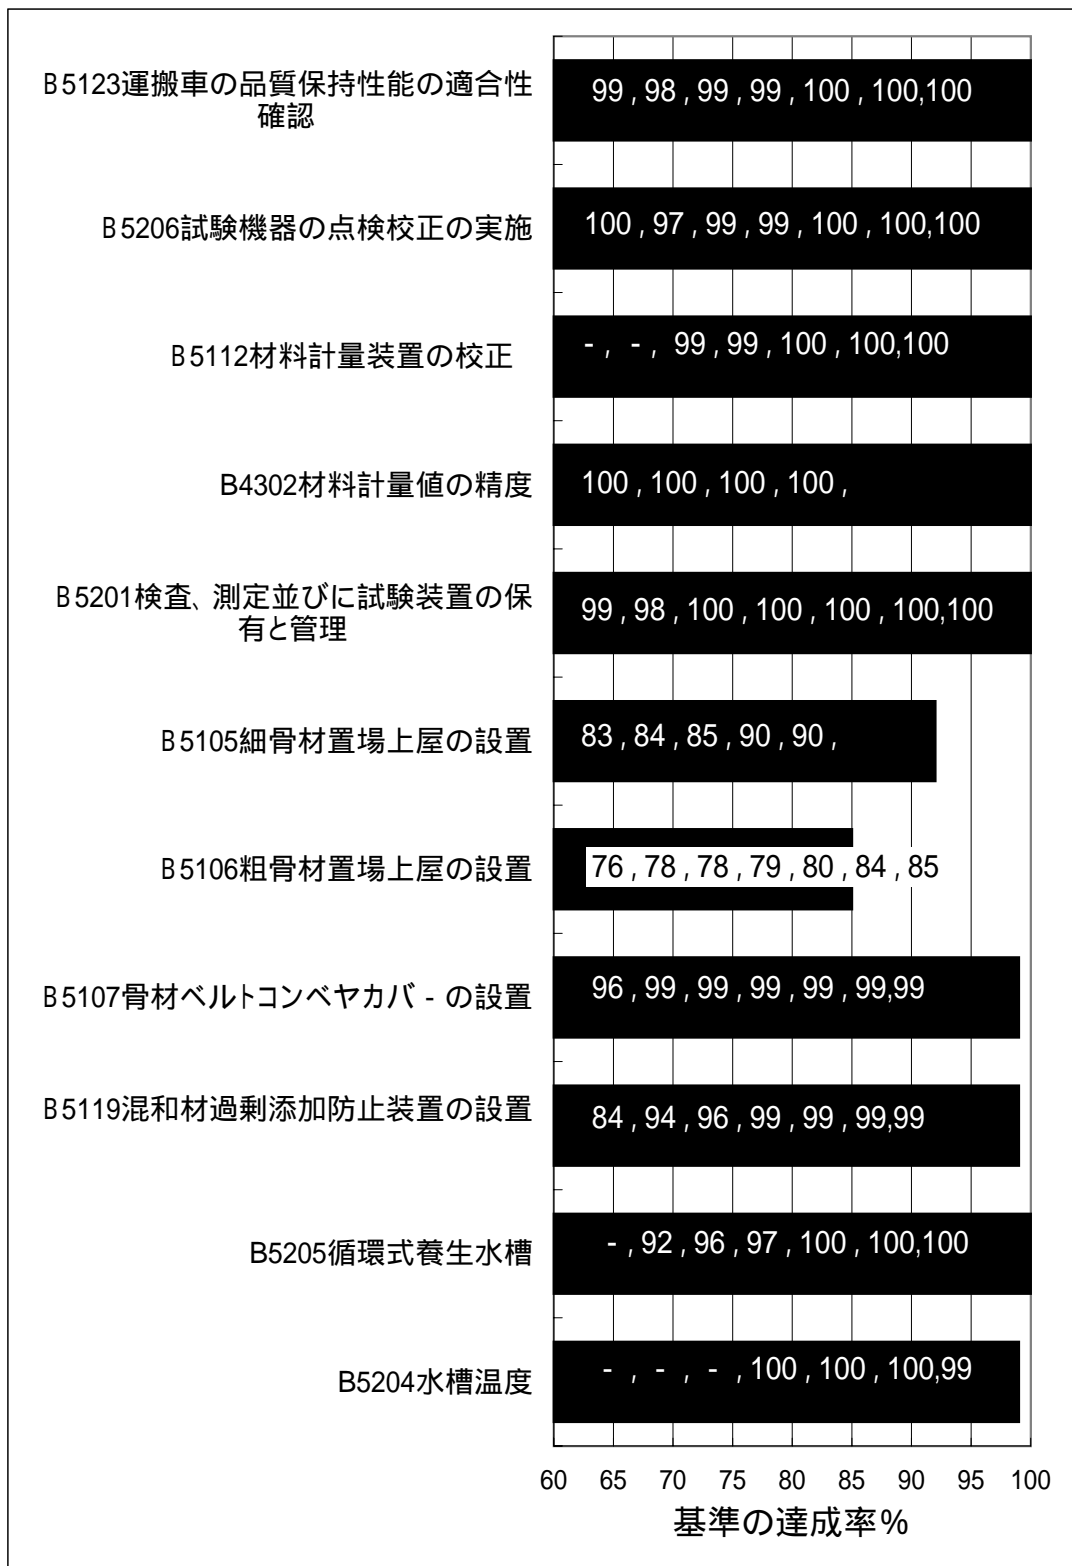 B5123運搬車の品質保持性能の適合性
確認
99 , 98 , 99 , 99 , 100 , 100,100
B5206試験機器の点検校正の実施
100 , 97 , 99 , 99 , 100 , 100,100
B5112材料計量装置の校正
- , - , 99 , 99 , 100 , 100,100
B4302材料計量値の精度
100 , 100 , 100 , 100 ,
B5201検査、測定並びに試験装置の保
有と管理
99 , 98 , 100 , 100 , 100 , 100,100
B5105細骨材置場上屋の設置
83 , 84 , 85 , 90 , 90 ,
B5106粗骨材置場上屋の設置
76 , 78 , 78 , 79 , 80 , 84 , 85
B5107骨材ベルトコンベヤカバ - の設置
96 , 99 , 99 , 99 , 99 , 99,99
B5119混和材過剰添加防止装置の設置
84 , 94 , 96 , 99 , 99 , 99,99
B5205循環式養生水槽
- , 92 , 96 , 97 , 100 , 100,100
B5204水槽温度
- , - , - , 100 , 100 , 100,99
60 65 70 75 80 85 90 95 100
基準の達成率%